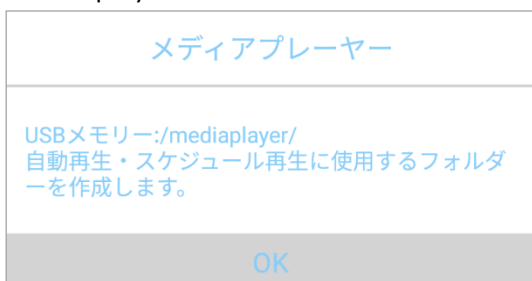 メディアプレーヤー
USBメモリー:/mediaplayer/
自動再生・スケジュール再生に使用するフォルダ
ーを作成します。
OK